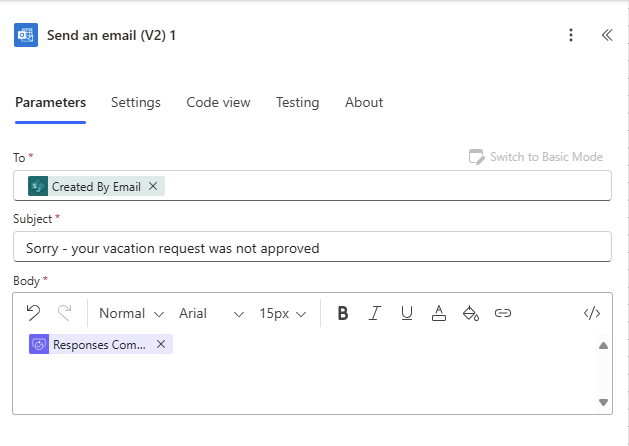 Send an email (V2) 1
Parameters Settings Code view Testing About
To * Switch to Basic Mode
Created By Email
Subject *
Sorry - your vacation request was not approved
Body *
Normal Arial 15px B I U A </>
Responses Com...